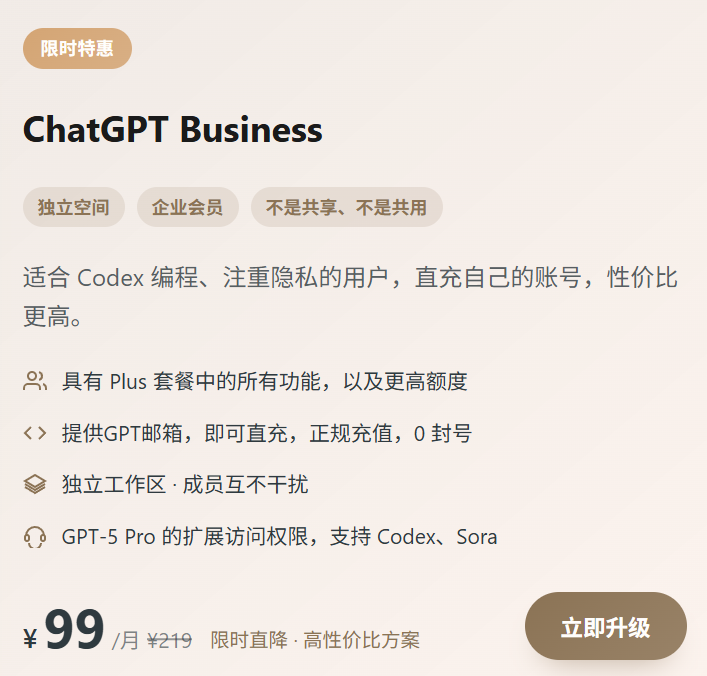 限时特惠
ChatGPT Business
独立空间 企业会员 不是共享、不是共用
适合 Codex 编程、注重隐私的用户，直充自己的账号，性价比
更高。
具有 Plus 套餐中的所有功能，以及更高额度
提供GPT邮箱，即可直充，正规充值，0 封号
独立工作区 · 成员互不干扰
GPT-5 Pro 的扩展访问权限，支持 Codex、Sora
¥ 99 /月 ¥219 限时直降 · 高性价比方案 立即升级